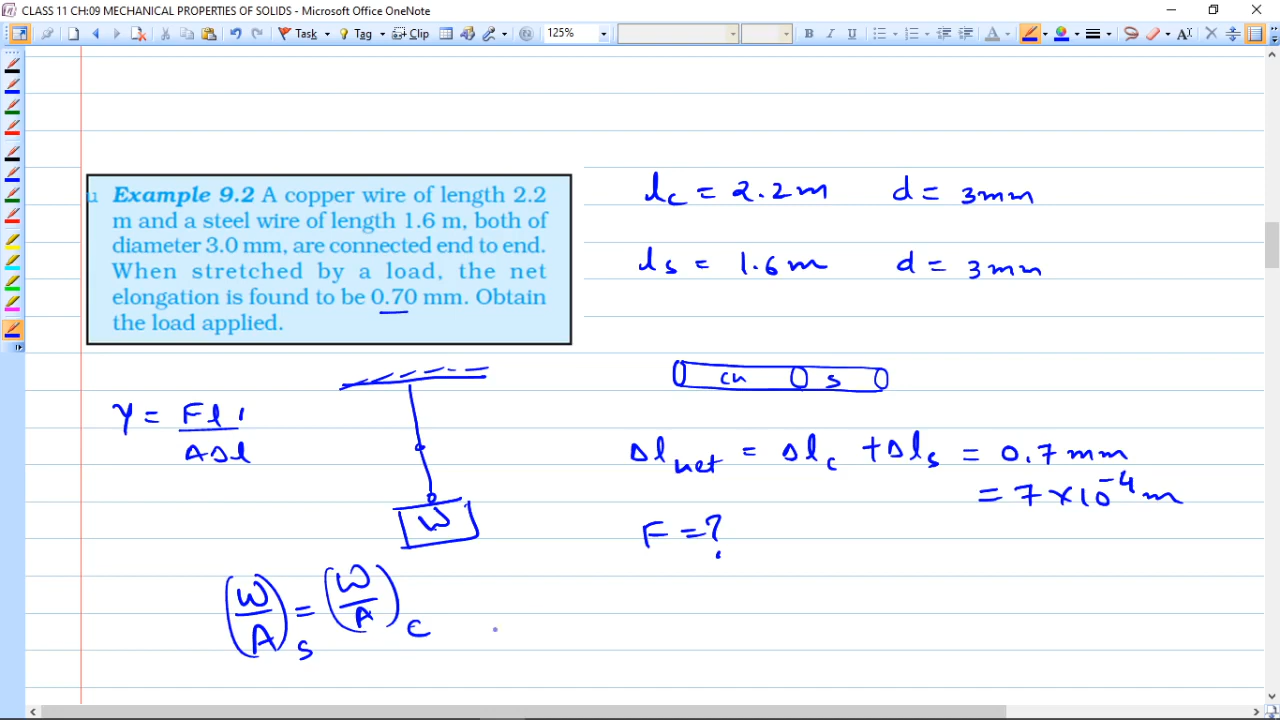 CLASS 11 CH:09 MECHANICAL PROPERTIES OF SOLIDS - Microsoft Office OneNote
Task Tag Clip 125% B I U A
Example 9.2 A copper wire of length 2.2
m and a steel wire of length 1.6 m, both of
diameter 3.0 mm, are connected end to end.
When stretched by a load, the net
elongation is found to be 0.70 mm. Obtain
the load applied.
lc = 2.2m d = 3mm
ls = 1.6m d = 3mm
cu s
Y = Fl / AΔl
W
Δl net = Δlc + Δls = 0.7mm
= 7 × 10⁻⁴ m
F = ?
(W/A)s = (W/A)c